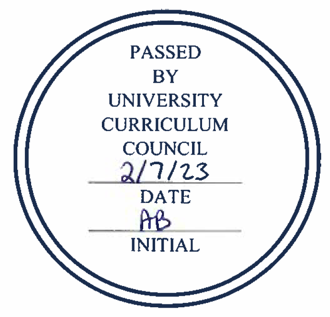 PASSED
BY
UNIVERSITY
CURRICULUM
COUNCIL
2/7/23
DATE
AB
INITIAL